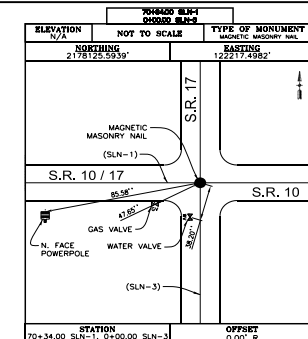 70+34.00 SLN-1
0+00.00 SLN-3
ELEVATION
N/A
NOT TO SCALE
TYPE OF MONUMENT
MAGNETIC MASONRY NAIL
NORTHING
2178125.5939'
EASTING
122217.4982'
S.R. 17
MAGNETIC
MASONRY NAIL
(SLN-1)
S.R. 10 / 17
S.R. 10
85.58''
47.65''
38.20''
GAS VALVE
WATER VALVE
N. FACE
POWERPOLE
(SLN-3)
STATION
70+34.00 SLN-1, 0+00.00 SLN-3
OFFSET
0.00' R